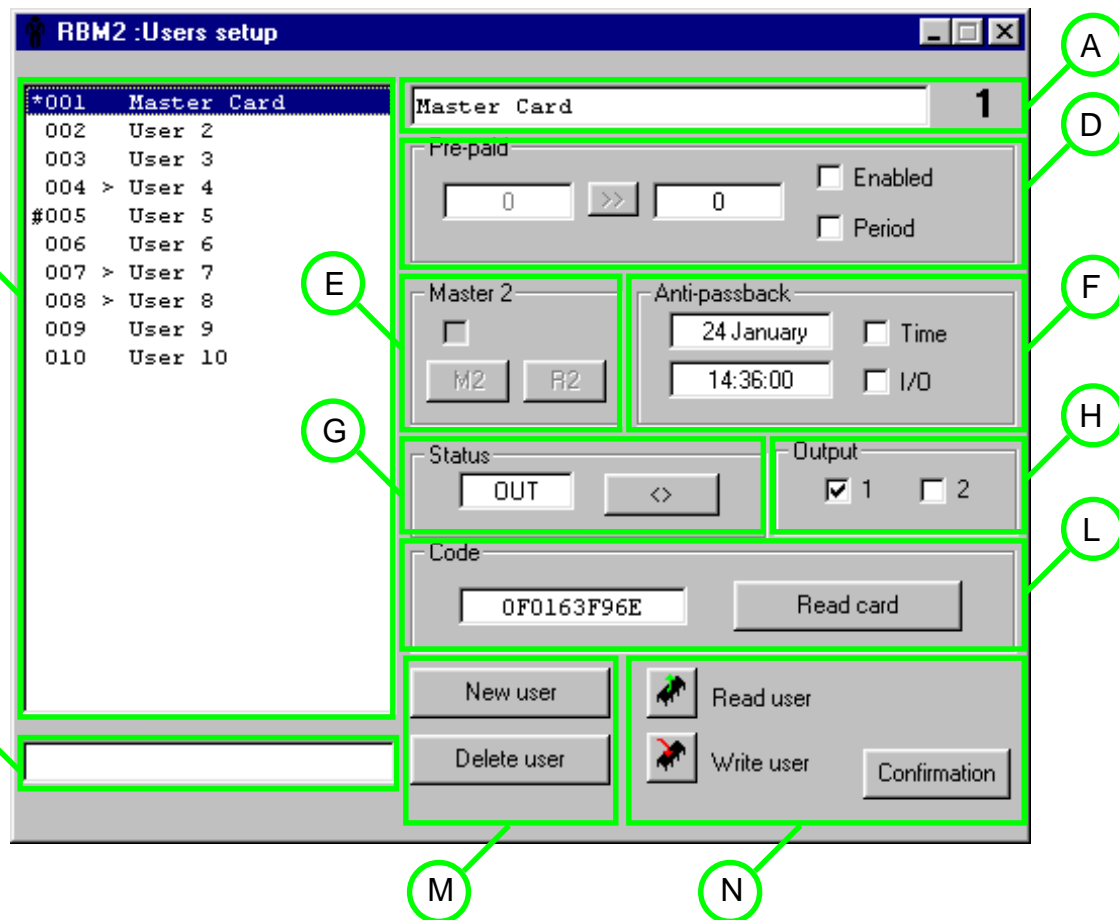 RBM2 :Users setup
A
*001 Master Card
002 User 2
003 User 3
004 > User 4
#005 User 5
006 User 6
007 > User 7
008 > User 8
009 User 9
010 User 10
Master Card 1
D
Pre-paid
0 >> 0
Enabled
Period
E
Master 2
M2 R2
F
Anti-passback
24 January Time
14:36:00 I/O
G
Status
OUT <>
H
Output
1 2
L
Code
0F0163F96E Read card
New user
Delete user
Read user
Write user
Confirmation
M
N